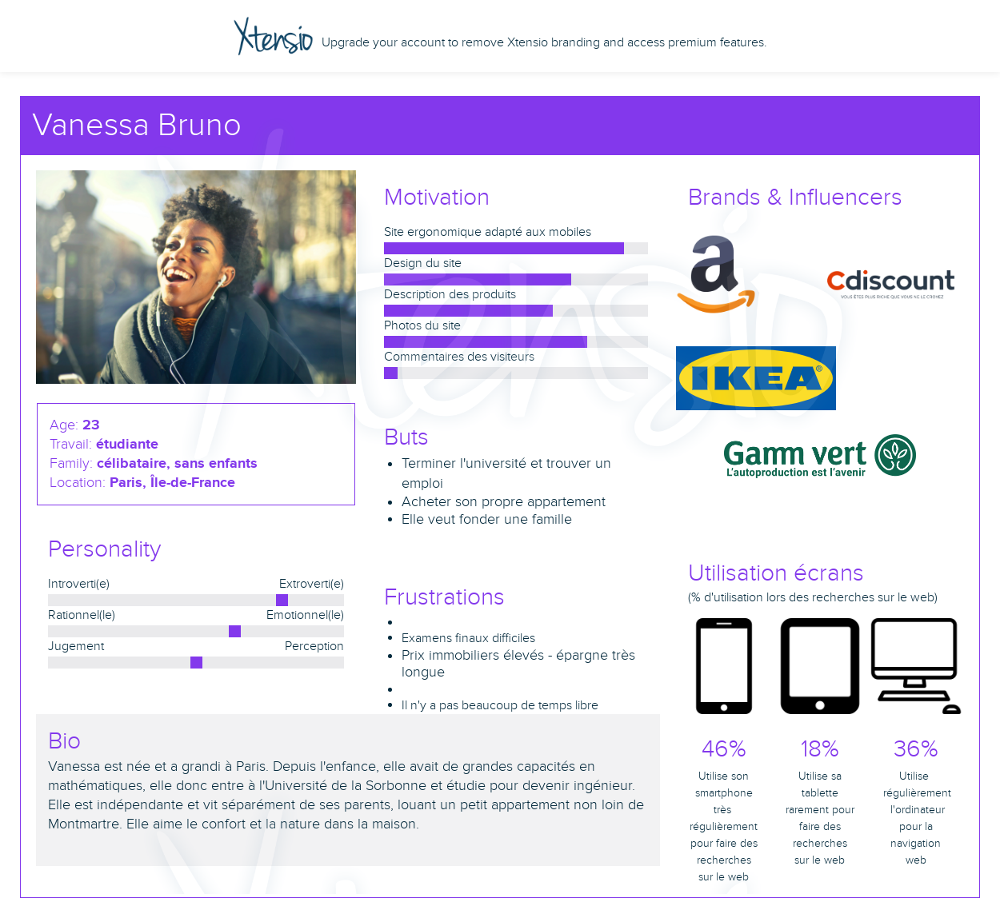 Xtensio Upgrade your account to remove Xtensio branding and access premium features.
Vanessa Bruno
Age: 23
Travail: étudiante
Family: célibataire, sans enfants
Location: Paris, Île-de-France
Personality
Introverti(e) Extroverti(e)
Rationnel(le) Emotionnel(le)
Jugement Perception
Motivation
Site ergonomique adapté aux mobiles
Design du site
Description des produits
Photos du site
Commentaires des visiteurs
Buts
• Terminer l'université et trouver un
emploi
• Acheter son propre appartement
• Elle veut fonder une famille
Frustrations
•
• Examens finaux difficiles
• Prix immobiliers élevés - épargne très
longue
•
• Il n'y a pas beaucoup de temps libre
Bio
Vanessa est née et a grandi à Paris. Depuis l'enfance, elle avait de grandes capacités en
mathématiques, elle donc entre à l'Université de la Sorbonne et étudie pour devenir ingénieur.
Elle est indépendante et vit séparément de ses parents, louant un petit appartement non loin de
Montmartre. Elle aime le confort et la nature dans la maison.
Brands & Influencers
a
Cdiscount
VOUS ÊTES PLUS RICHE QUE VOUS NE LE CROYEZ
IKEA®
Gamm vert
L'autoproduction est l'avenir
Utilisation écrans
(% d'utilisation lors des recherches sur le web)
46%
Utilise son
smartphone
très
régulièrement
pour faire des
recherches
sur le web
18%
Utilise sa
tablette
rarement pour
faire des
recherches
sur le web
36%
Utilise
régulièrement
l'ordinateur
pour la
navigation
web
Xtensio